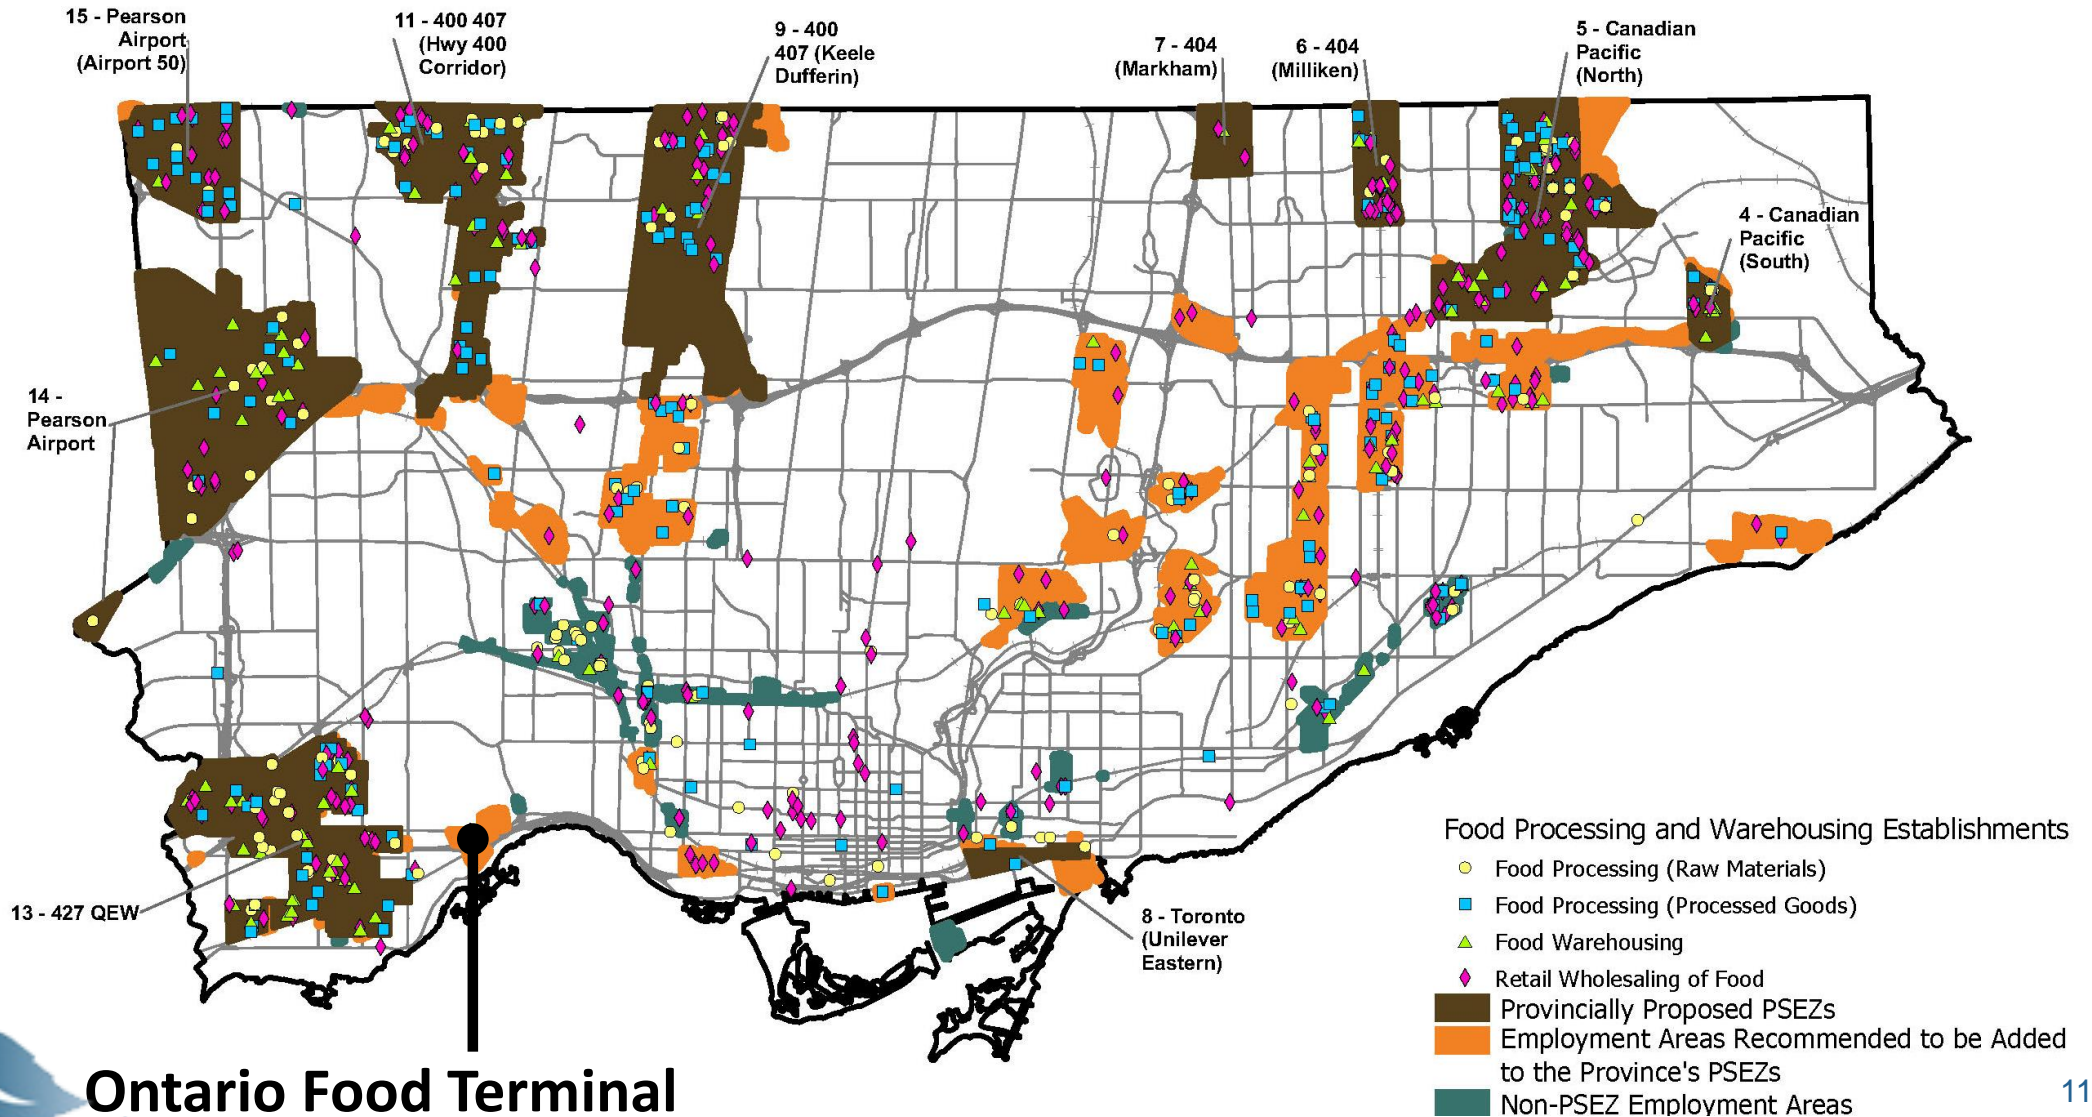 15 - Pearson
Airport
(Airport 50)
11 - 400 407
(Hwy 400
Corridor)
9 - 400
407 (Keele
Dufferin)
7 - 404
(Markham)
6 - 404
(Milliken)
5 - Canadian
Pacific
(North)
4 - Canadian
Pacific
(South)
14 -
Pearson
Airport
13 - 427 QEW
8 - Toronto
(Unilever
Eastern)
Food Processing and Warehousing Establishments
Food Processing (Raw Materials)
Food Processing (Processed Goods)
Food Warehousing
Retail Wholesaling of Food
Provincially Proposed PSEZs
Employment Areas Recommended to be Added
to the Province's PSEZs
Non-PSEZ Employment Areas
Ontario Food Terminal
11